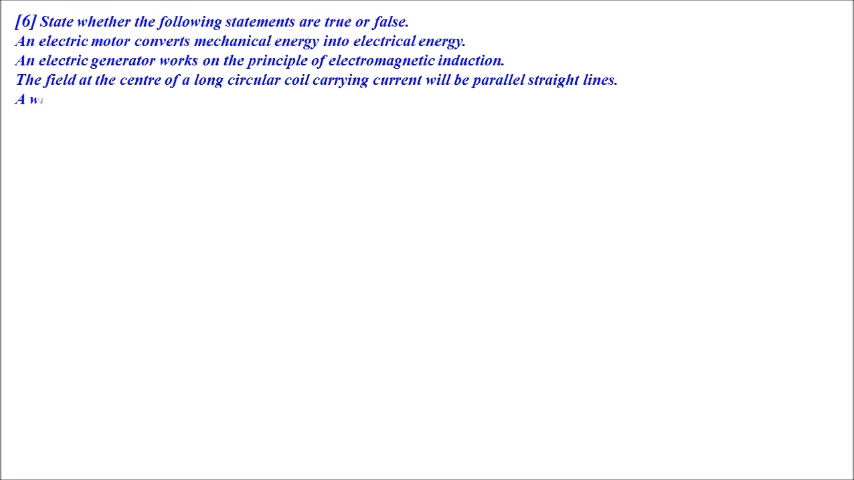 [6] State whether the following statements are true or false.
An electric motor converts mechanical energy into electrical energy.
An electric generator works on the principle of electromagnetic induction.
The field at the centre of a long circular coil carrying current will be parallel straight lines.
A